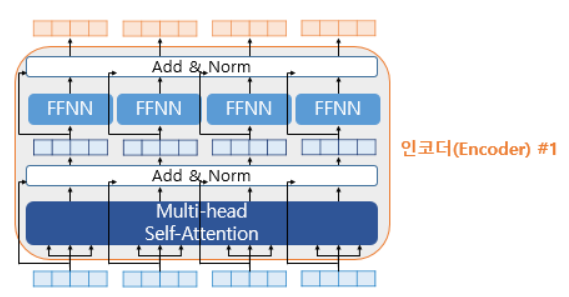 Add & Norm
FFNN FFNN FFNN FFNN
인코더(Encoder) #1
Add & Norm
Multi-head
Self-Attention